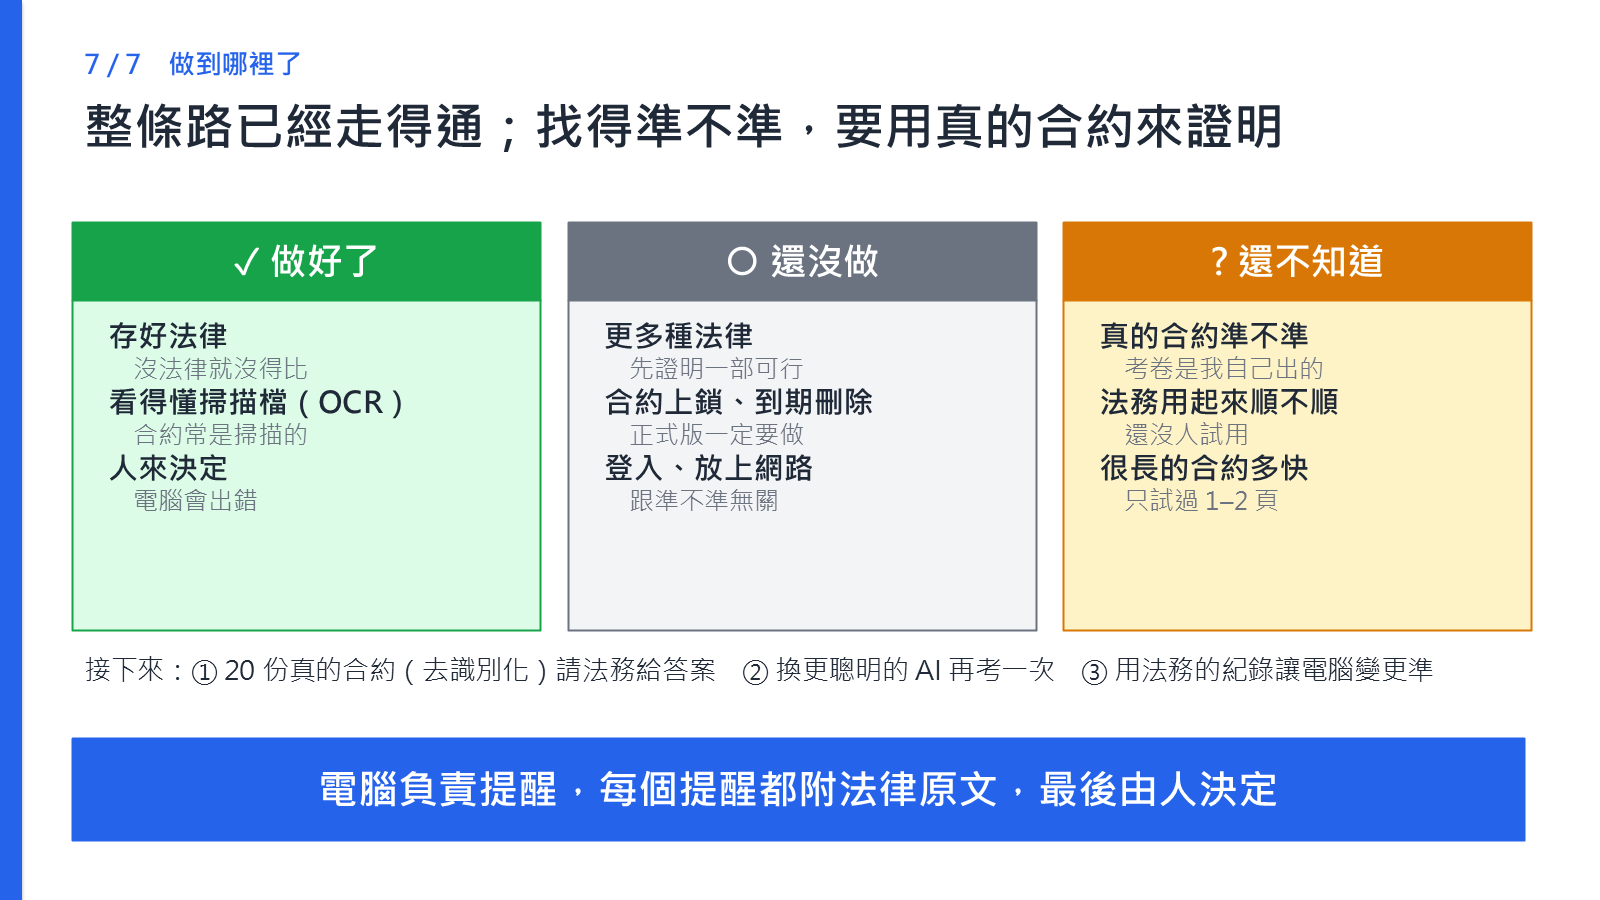 7 / 7 做到哪裡了
整條路已經走得通；找得準不準，要用真的合約來證明
✓ 做好了
存好法律
沒法律就沒得比
看得懂掃描檔（OCR）
合約常是掃描的
人來決定
電腦會出錯
○ 還沒做
更多種法律
先證明一部可行
合約上鎖、到期刪除
正式版一定要做
登入、放上網路
跟準不準無關
? 還不知道
真的合約準不準
考卷是我自己出的
法務用起來順不順
還沒人試用
很長的合約多快
只試過 1–2 頁
接下來：① 20 份真的合約（去識別化）請法務給答案 ② 換更聰明的 AI 再考一次 ③ 用法務的紀錄讓電腦變更準
電腦負責提醒，每個提醒都附法律原文，最後由人決定